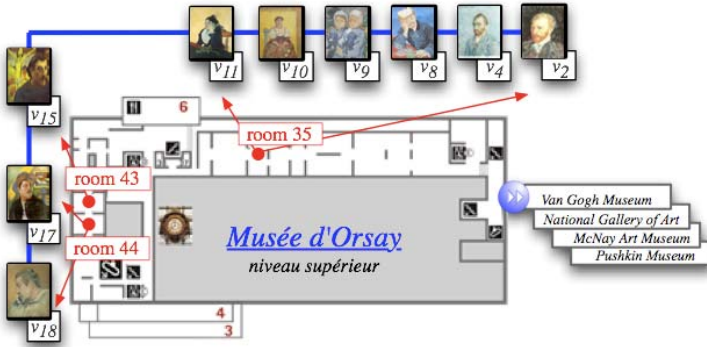 v11
v10
v9
v8
v4
v2
v15
6
room 35
room 43
v17
room 44
Musée d'Orsay
niveau supérieur
Van Gogh Museum
National Gallery of Art
McNay Art Museum
Pushkin Museum
v18
4
3